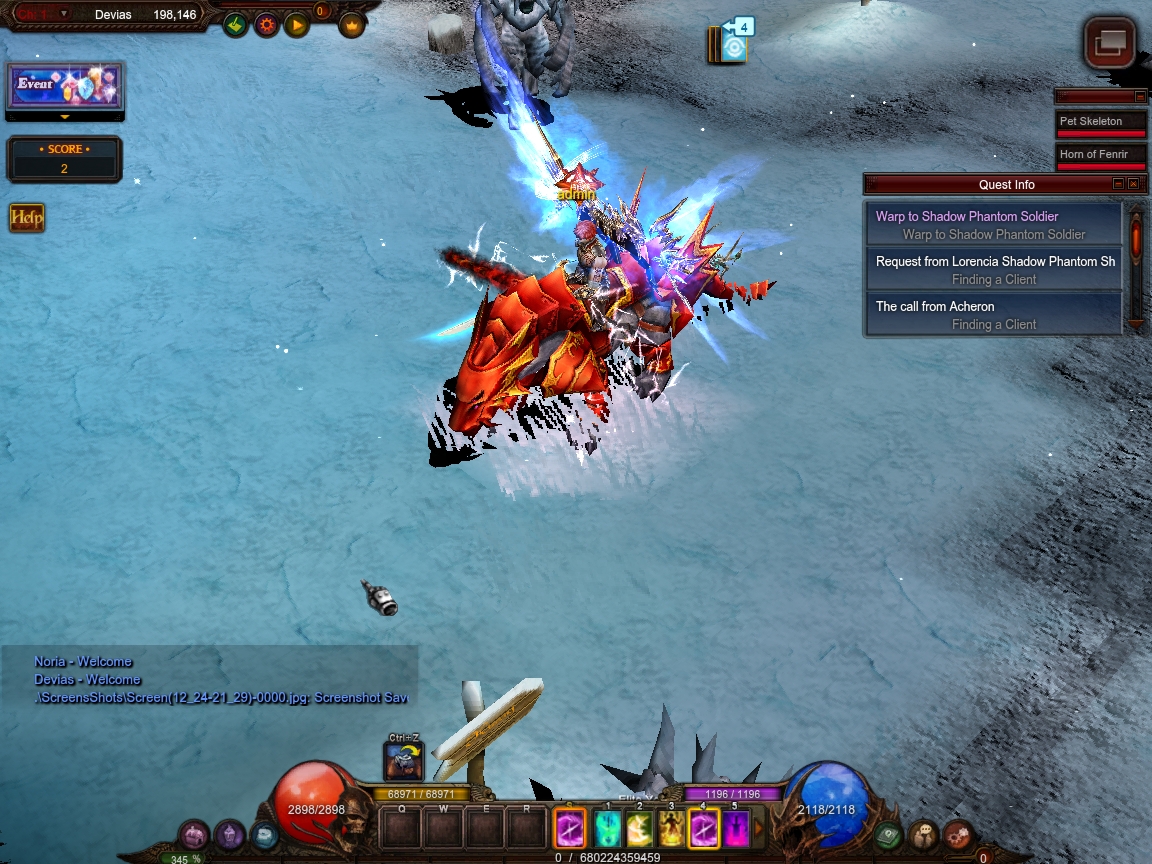 Devias 198,146
0
4
Event
• SCORE •
2
Help
Pet Skeleton
Horn of Fenrir
Quest Info
Warp to Shadow Phantom Soldier
Warp to Shadow Phantom Soldier
Request from Lorencia Shadow Phantom Sh
Finding a Client
The call from Acheron
Finding a Client
admin
Noria - Welcome
Devias - Welcome
.\ScreensShots\Screen(12_24-21_29)-0000.jpg: Screenshot Sav
Ctrl+Z
68971 / 68971
1196 / 1196
2898/2898
2118/2118
Q W E R
1 2 3 4 5
345 %
0 / 680224359459
0